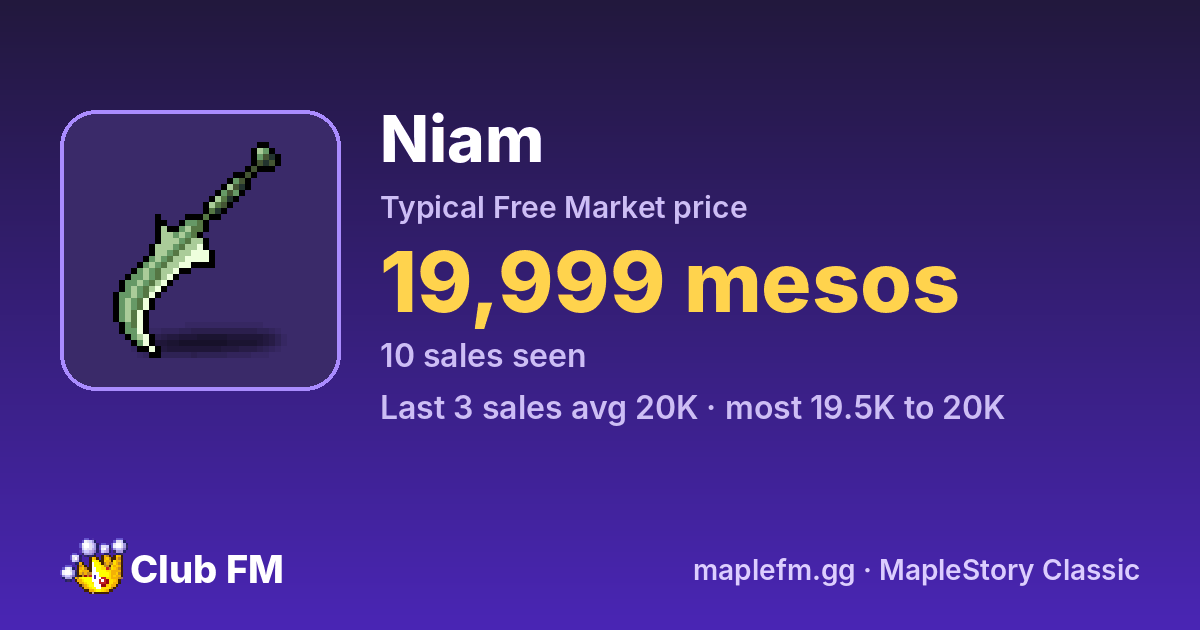 Niam
Typical Free Market price
19,999 mesos
10 sales seen
Last 3 sales avg 20K · most 19.5K to 20K
Club FM
maplefm.gg · MapleStory Classic